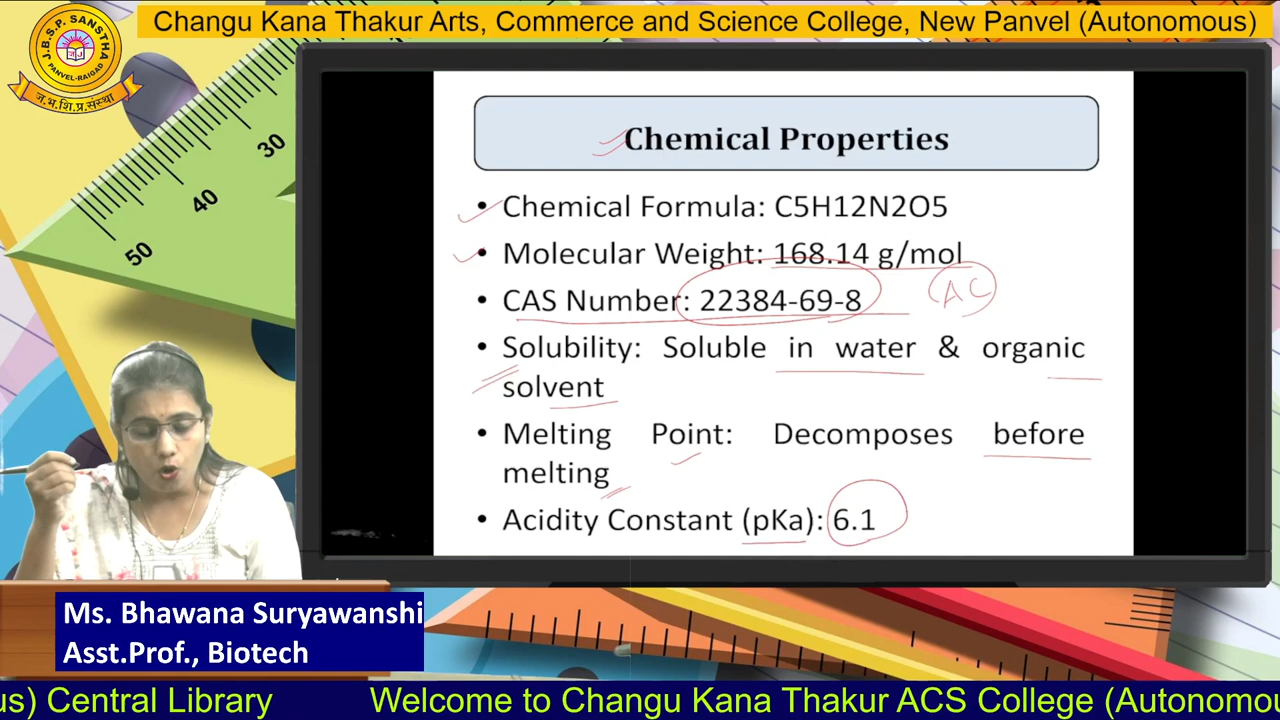 Changu Kana Thakur Arts, Commerce and Science College, New Panvel (Autonomous)
J.B.S.P. SANSTHA
PANVEL-RAIGAD
ज.भ.शि.प्र.संस्था
30
40
50
Chemical Properties
• Chemical Formula: C5H12N2O5
• Molecular Weight: 168.14 g/mol
• CAS Number: 22384-69-8
AC
• Solubility: Soluble in water & organic
solvent
• Melting Point: Decomposes before
melting
• Acidity Constant (pKa): 6.1
Ms. Bhawana Suryawanshi
Asst.Prof., Biotech
us) Central Library
Welcome to Changu Kana Thakur ACS College (Autonomou